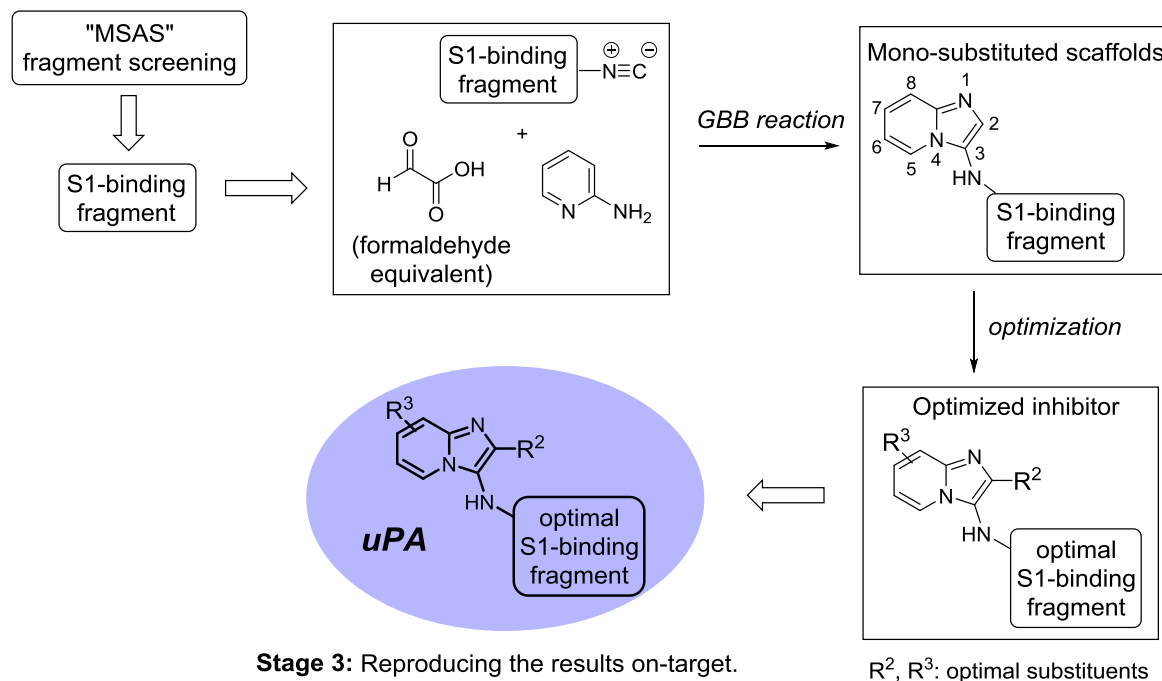 "MSAS"
fragment screening
S1-binding
fragment
S1-binding
fragment
⊕ ⊖
N≡C
+
O
H
OH
O
N
NH₂
(formaldehyde
equivalent)
GBB reaction
Mono-substituted scaffolds
8
1
N
7
2
6
N
4
3
5
HN
S1-binding
fragment
optimization
Optimized inhibitor
R³
N
R²
N
HN
optimal
S1-binding
fragment
R², R³: optimal substituents
R³
N
R²
N
HN
uPA
optimal
S1-binding
fragment
Stage 3: Reproducing the results on-target.